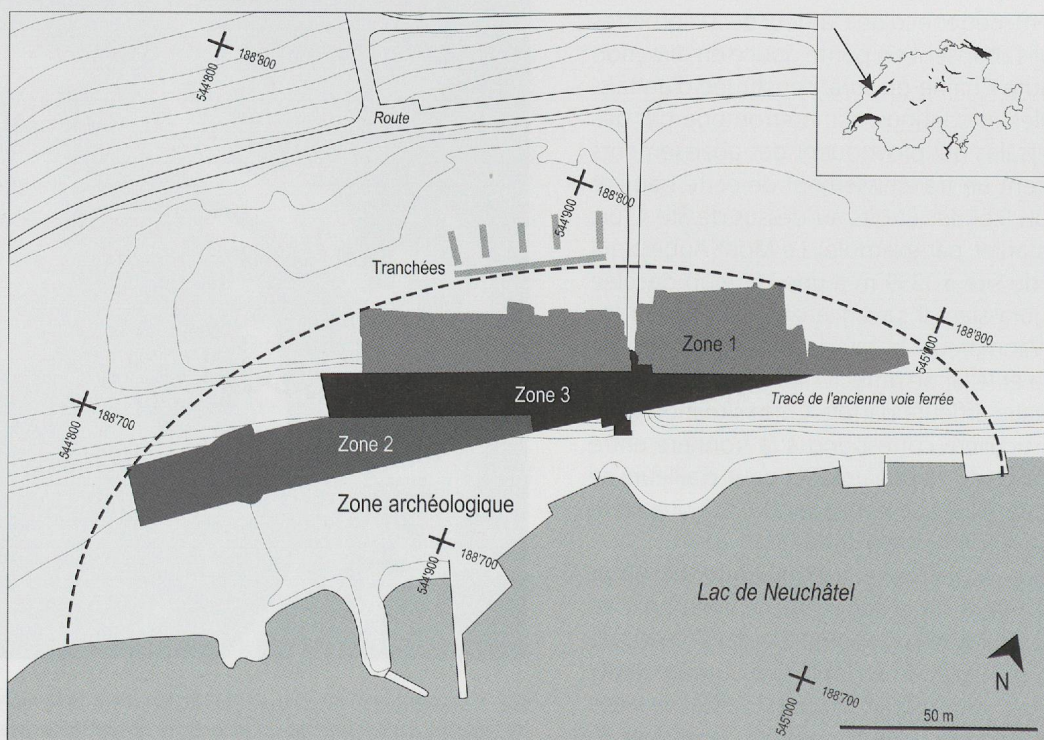 544'800
188'800
Route
544'900
188'800
Tranchées
Zone 1
545'000
188'800
Zone 3
Tracé de l'ancienne voie ferrée
544'800
188'700
Zone 2
Zone archéologique
544'900
188'700
Lac de Neuchâtel
N
545'000
188'700
50 m